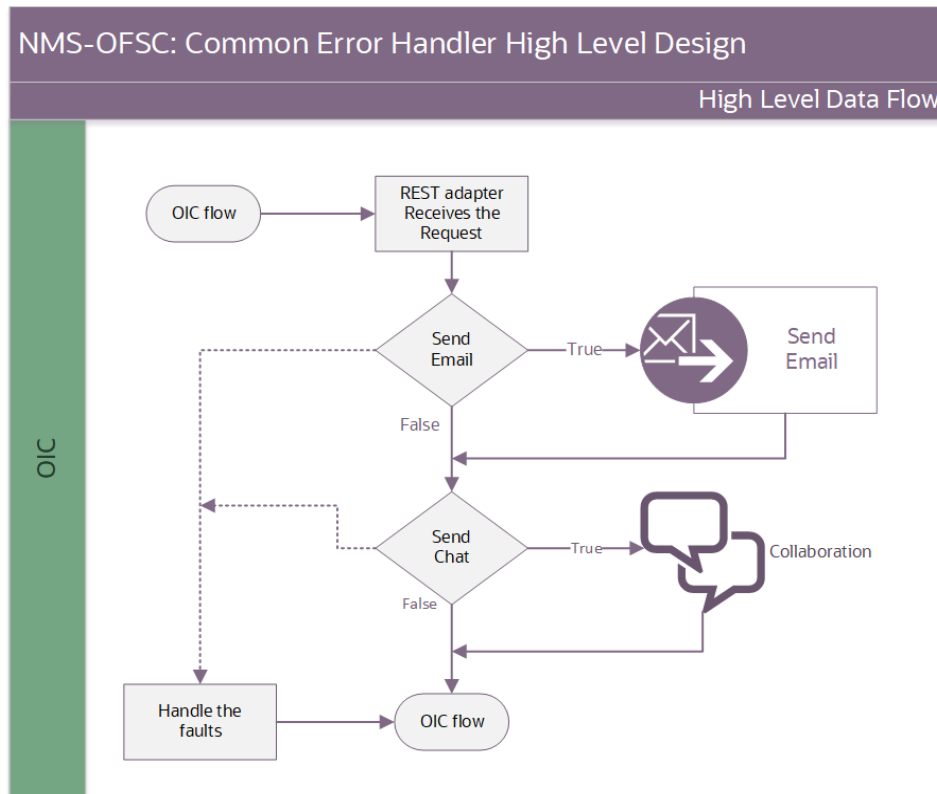 NMS-OFSC: Common Error Handler High Level Design
High Level Data Flow
OIC
OIC flow
REST adapter
Receives the
Request
Send
Email
True
Send
Email
False
Send
Chat
True
Collaboration
False
Handle the
faults
OIC flow